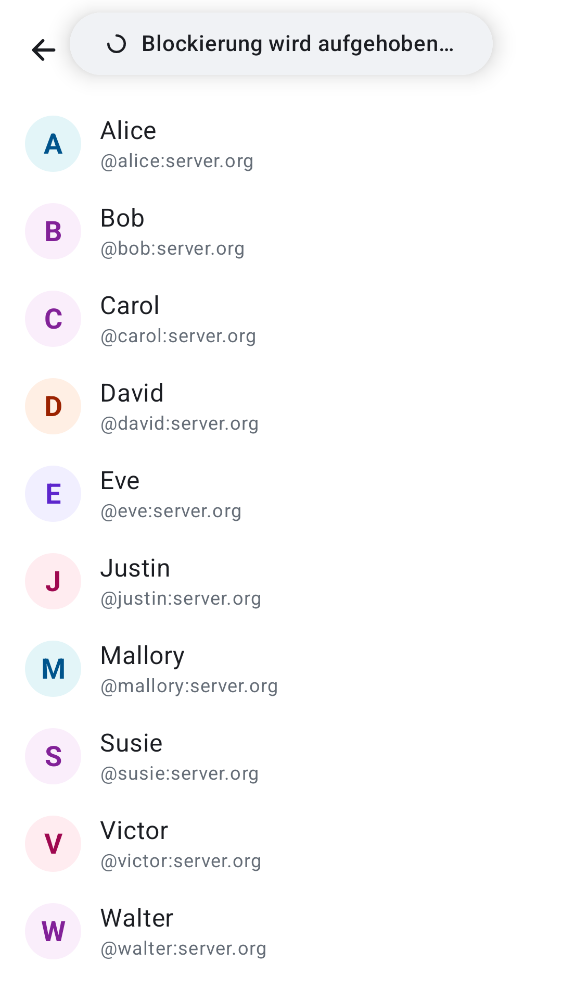 Blockierung wird aufgehoben…
A
Alice
@alice:server.org
B
Bob
@bob:server.org
C
Carol
@carol:server.org
D
David
@david:server.org
E
Eve
@eve:server.org
J
Justin
@justin:server.org
M
Mallory
@mallory:server.org
S
Susie
@susie:server.org
V
Victor
@victor:server.org
W
Walter
@walter:server.org